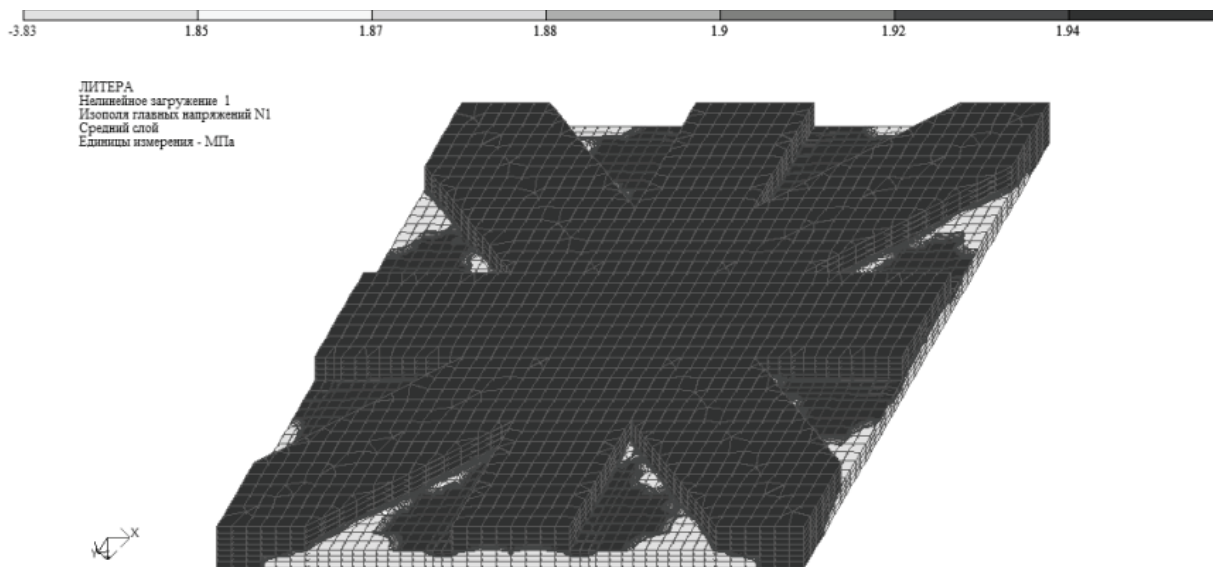 -3.83 1.85 1.87 1.88 1.9 1.92 1.94
ЛИТЕРА
Нелинейное загружение 1
Изополя главных напряжений N1
Средний слой
Единицы измерения - МПа
X